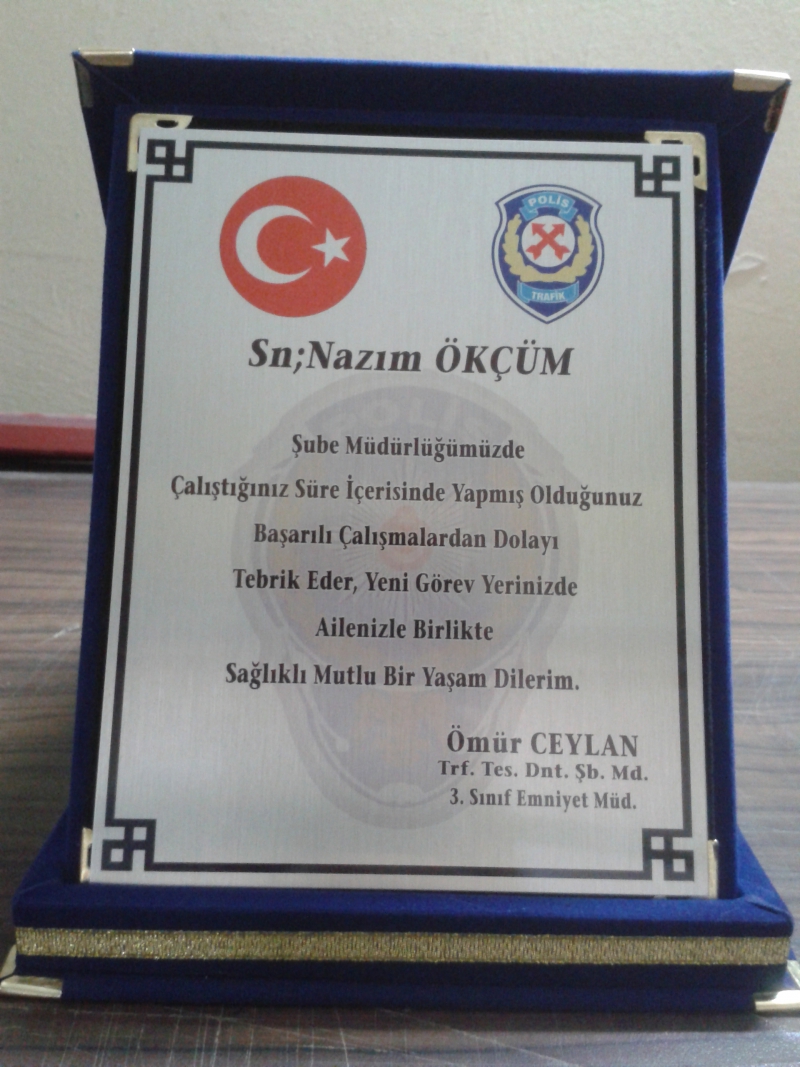 POLİS
TRAFİK
Sn;Nazım ÖKÇÜM
POLİS
Şube Müdürlüğümüzde
Çalıştığınız Süre İçerisinde Yapmış Olduğunuz
Başarılı Çalışmalardan Dolayı
Tebrik Eder, Yeni Görev Yerinizde
Ailenizle Birlikte
Sağlıklı Mutlu Bir Yaşam Dilerim.
Ömür CEYLAN
Trf. Tes. Dnt. Şb. Md.
3. Sınıf Emniyet Müd.